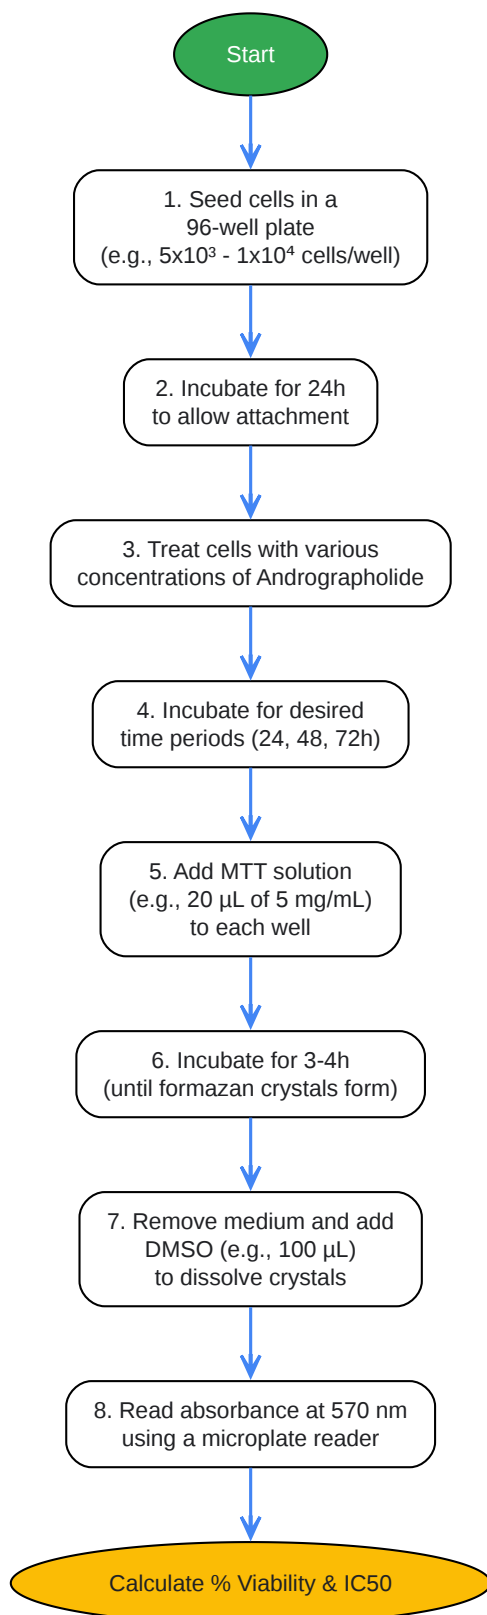 Start
1. Seed cells in a
96-well plate
(e.g., 5x10³ - 1x10⁴ cells/well)
2. Incubate for 24h
to allow attachment
3. Treat cells with various
concentrations of Andrographolide
4. Incubate for desired
time periods (24, 48, 72h)
5. Add MTT solution
(e.g., 20 µL of 5 mg/mL)
to each well
6. Incubate for 3-4h
(until formazan crystals form)
7. Remove medium and add
DMSO (e.g., 100 µL)
to dissolve crystals
8. Read absorbance at 570 nm
using a microplate reader
Calculate % Viability & IC50